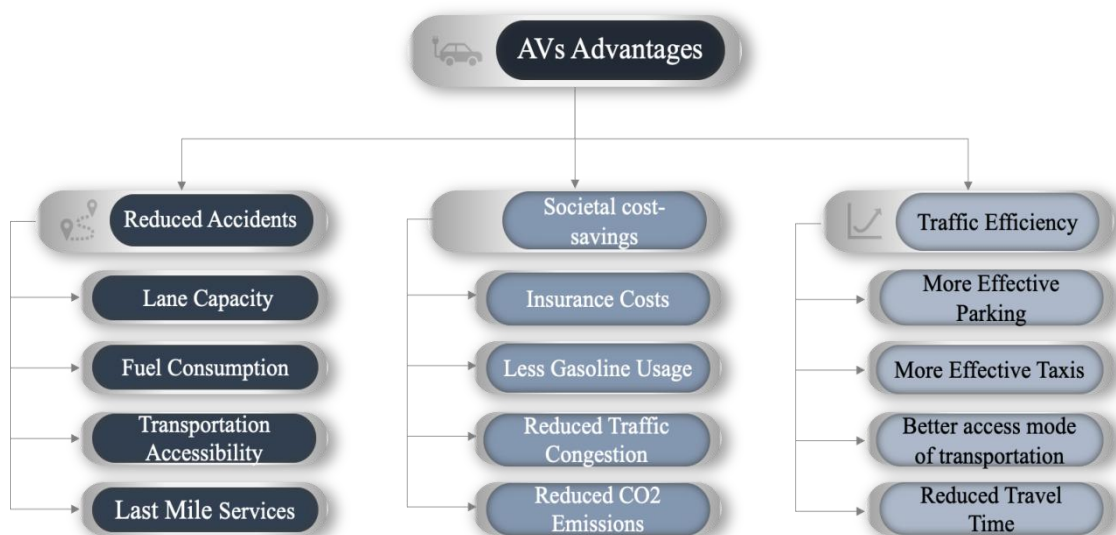 AVs Advantages
Reduced Accidents
Lane Capacity
Fuel Consumption
Transportation
Accessibility
Last Mile Services
Societal cost-
savings
Insurance Costs
Less Gasoline Usage
Reduced Traffic
Congestion
Reduced CO2
Emissions
Traffic Efficiency
More Effective
Parking
More Effective Taxis
Better access mode
of transportation
Reduced Travel
Time